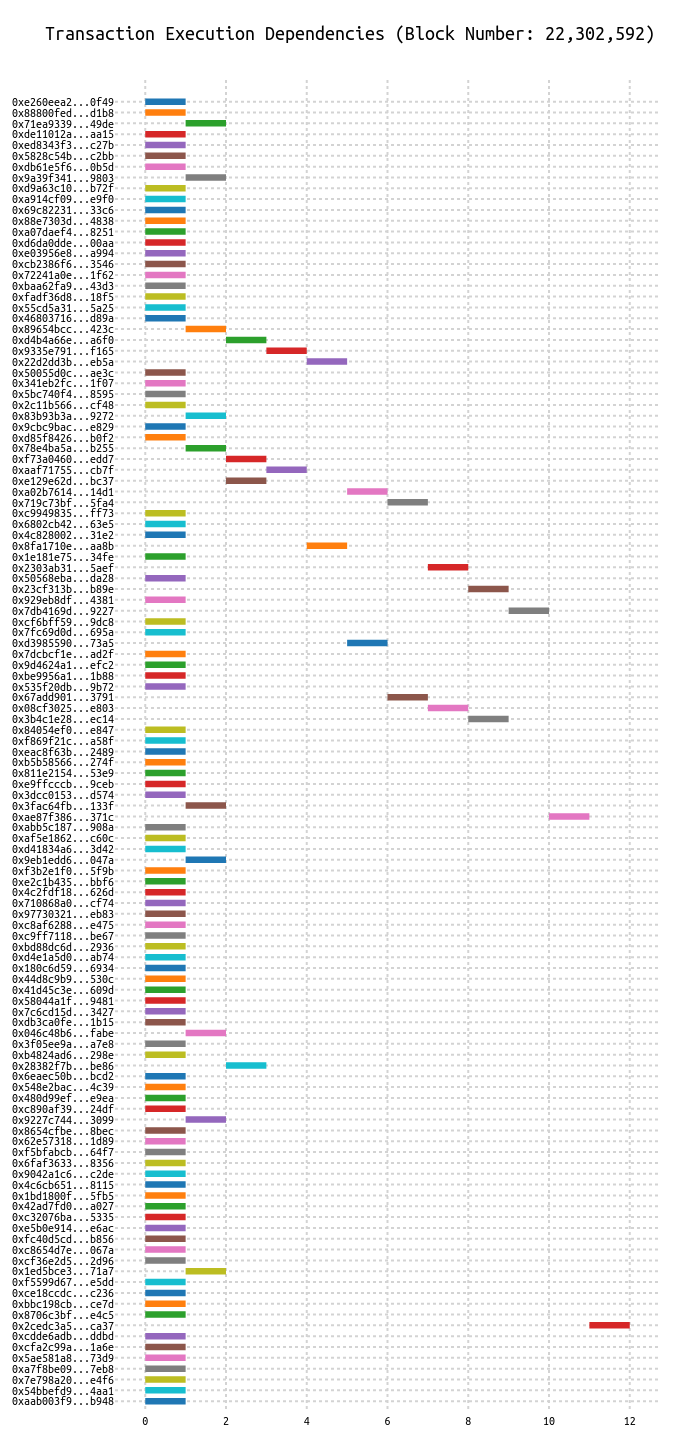 Transaction Execution Dependencies (Block Number: 22,302,592)
0xe260eea2...0f49
0x88800fed...d1b8
0x71ea9339...49de
0xde11012a...aa15
0xed8343f3...c27b
0x5828c54b...c2bb
0xdb61e5f6...0b5d
0x9a39f341...9803
0xd9a63c10...b72f
0xa914cf09...e9f0
0x69c82231...33c6
0x88e7303d...4838
0xa07daef4...8251
0xd6da0dde...00aa
0xe03956e8...a994
0xcb2386f6...3546
0x72241a0e...1f62
0xbaa62fa9...43d3
0xfadf36d8...18f5
0x55cd5a31...5a25
0x46803716...d89a
0x89654bcc...423c
0xd4b4a66e...a6f0
0x9335e791...f165
0x22d2dd3b...eb5a
0x50055d0c...ae3c
0x341eb2fc...1f07
0x5bc740f4...8595
0x2c11b566...cf48
0x83b93b3a...9272
0x9cbc9bac...e829
0xd85f8426...b0f2
0x78e4ba5a...b255
0xf73a0460...edd7
0xaaf71755...cb7f
0xe129e62d...bc37
0xa02b7614...14d1
0x719c73bf...5fa4
0xc9949835...ff73
0x6802cb42...63e5
0x4c828002...31e2
0x8fa1710e...aa8b
0x1e181e75...34fe
0x2303ab31...5aef
0x50568eba...da28
0x23cf313b...b89e
0x929eb8df...4381
0x7db4169d...9227
0xcf6bff59...9dc8
0x7fc69d0d...695a
0xd3985590...73a5
0x7dcbcf1e...ad2f
0x9d4624a1...efc2
0xbe9956a1...1b88
0x535f20db...9b72
0x67add901...3791
0x08cf3025...e803
0x3b4c1e28...ec14
0x84054ef0...e847
0xf869f21c...a58f
0xeac8f63b...2489
0xb5b58566...274f
0x811e2154...53e9
0xe9ffcccb...9ceb
0x3dcc0153...d574
0x3fac64fb...133f
0xae87f386...371c
0xabb5c187...908a
0xaf5e1862...c60c
0xd41834a6...3d42
0x9eb1edd6...047a
0xf3b2e1f0...5f9b
0xe2c1b435...bbf6
0x4c2fdf18...626d
0x710868a0...cf74
0x97730321...eb83
0xc8af6288...e475
0xc9ff7118...be67
0xbd88dc6d...2936
0xd4e1a5d0...ab74
0x180c6d59...6934
0x44d8c9b9...530c
0x41d45c3e...609d
0x58044a1f...9481
0x7c6cd15d...3427
0xdb3ca0fe...1b15
0x046c48b6...fabe
0x3f05ee9a...a7e8
0xb4824ad6...298e
0x28382f7b...be86
0x6eaec50b...bcd2
0x548e2bac...4c39
0x480d99ef...e9ea
0xc890af39...24df
0x9227c744...3099
0x8654cfbe...8bec
0x62e57318...1d89
0xf5bfabcb...64f7
0x6faf3633...8356
0x9042a1c6...c2de
0x4c6cb651...8115
0x1bd1800f...5fb5
0x42ad7fd0...a027
0xc32076ba...5335
0xe5b0e914...e6ac
0xfc40d5cd...b856
0xc8654d7e...067a
0xcf36e2d5...2d96
0x1ed5bce3...71a7
0xf5599d67...e5dd
0xce18ccdc...c236
0xbbc198cb...ce7d
0x8706c3bf...e4c5
0x2cedc3a5...ca37
0xcdde6adb...ddbd
0xcfa2c99a...1a6e
0x5ae581a8...73d9
0xa7f8be09...7eb8
0x7e798a20...e4f6
0x54bbefd9...4aa1
0xaab003f9...b948
0 2 4 6 8 10 12